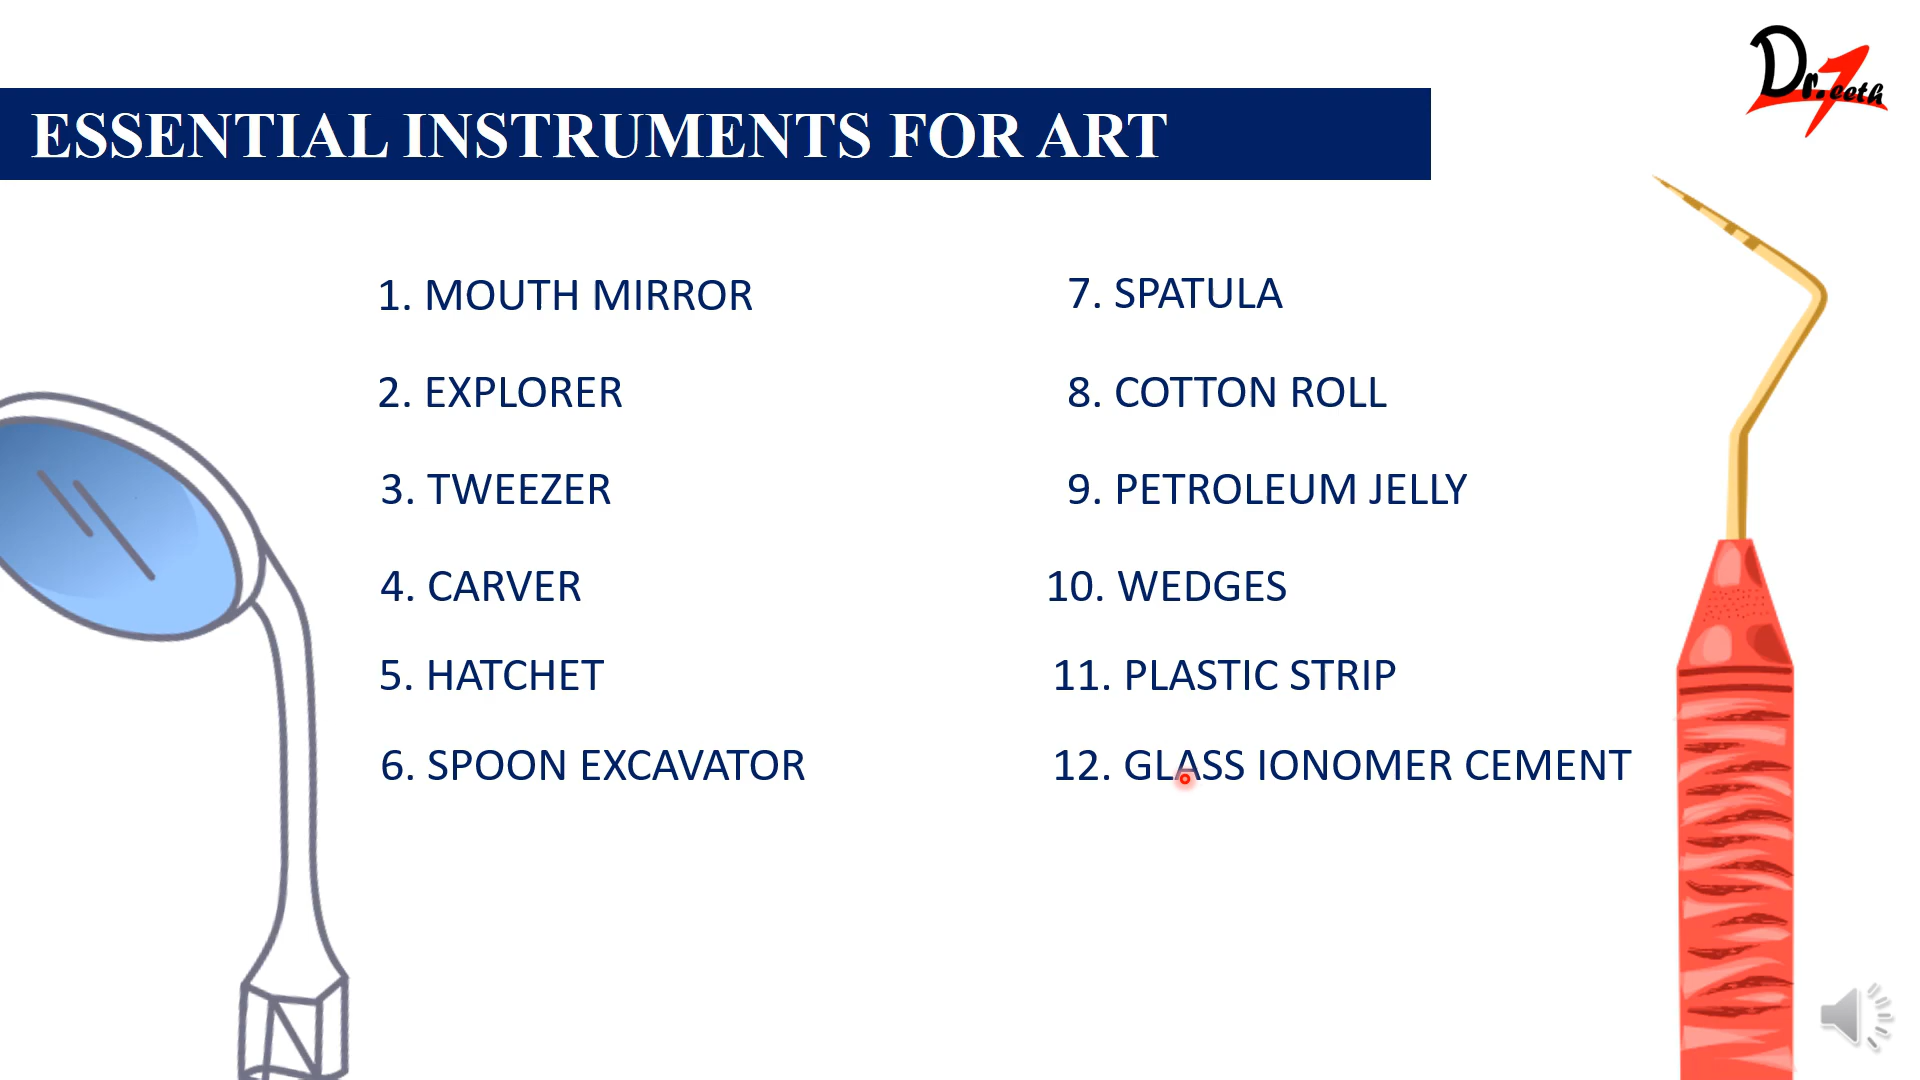 Dr. Teeth
ESSENTIAL INSTRUMENTS FOR ART
1. MOUTH MIRROR
2. EXPLORER
3. TWEEZER
4. CARVER
5. HATCHET
6. SPOON EXCAVATOR
7. SPATULA
8. COTTON ROLL
9. PETROLEUM JELLY
10. WEDGES
11. PLASTIC STRIP
12. GLASS IONOMER CEMENT